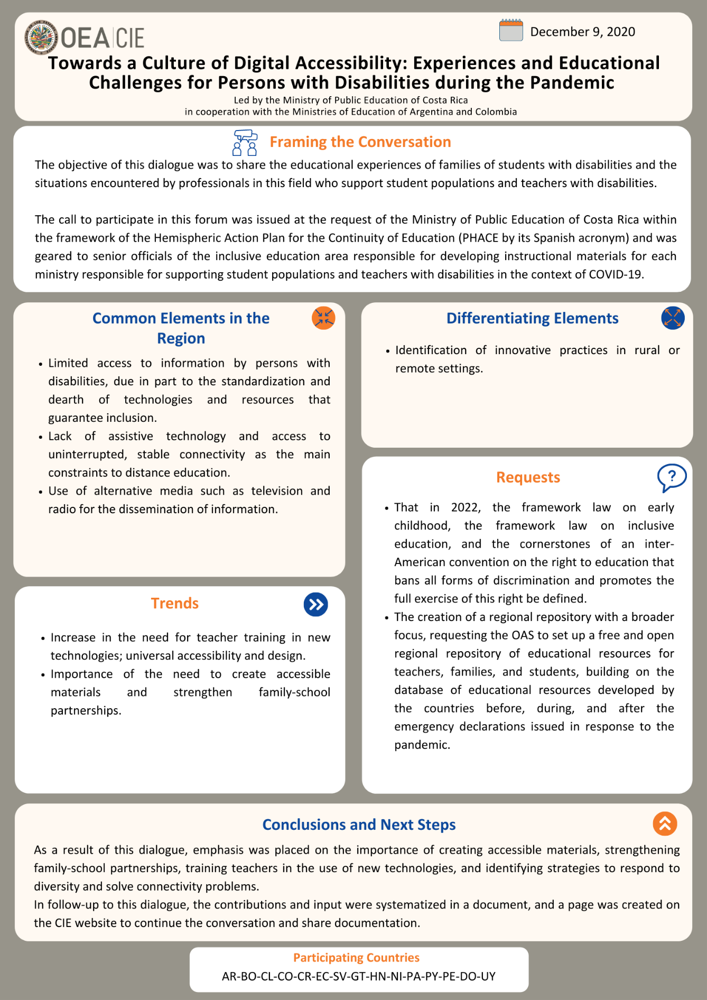 OEA|CIE
December 9, 2020
Towards a Culture of Digital Accessibility: Experiences and Educational
Challenges for Persons with Disabilities during the Pandemic
Led by the Ministry of Public Education of Costa Rica
in cooperation with the Ministries of Education of Argentina and Colombia
Framing the Conversation
The objective of this dialogue was to share the educational experiences of families of students with disabilities and the
situations encountered by professionals in this field who support student populations and teachers with disabilities.
The call to participate in this forum was issued at the request of the Ministry of Public Education of Costa Rica within
the framework of the Hemispheric Action Plan for the Continuity of Education (PHACE by its Spanish acronym) and was
geared to senior officials of the inclusive education area responsible for developing instructional materials for each
ministry responsible for supporting student populations and teachers with disabilities in the context of COVID-19.
Common Elements in the
Region
• Limited access to information by persons with
disabilities, due in part to the standardization and
dearth of technologies and resources that
guarantee inclusion.
• Lack of assistive technology and access to
uninterrupted, stable connectivity as the main
constraints to distance education.
• Use of alternative media such as television and
radio for the dissemination of information.
Trends
• Increase in the need for teacher training in new
technologies; universal accessibility and design.
• Importance of the need to create accessible
materials and strengthen family-school
partnerships.
Differentiating Elements
• Identification of innovative practices in rural or
remote settings.
Requests
?
• That in 2022, the framework law on early
childhood, the framework law on inclusive
education, and the cornerstones of an inter-
American convention on the right to education that
bans all forms of discrimination and promotes the
full exercise of this right be defined.
• The creation of a regional repository with a broader
focus, requesting the OAS to set up a free and open
regional repository of educational resources for
teachers, families, and students, building on the
database of educational resources developed by
the countries before, during, and after the
emergency declarations issued in response to the
pandemic.
Conclusions and Next Steps
As a result of this dialogue, emphasis was placed on the importance of creating accessible materials, strengthening
family-school partnerships, training teachers in the use of new technologies, and identifying strategies to respond to
diversity and solve connectivity problems.
In follow-up to this dialogue, the contributions and input were systematized in a document, and a page was created on
the CIE website to continue the conversation and share documentation.
Participating Countries
AR-BO-CL-CO-CR-EC-SV-GT-HN-NI-PA-PY-PE-DO-UY